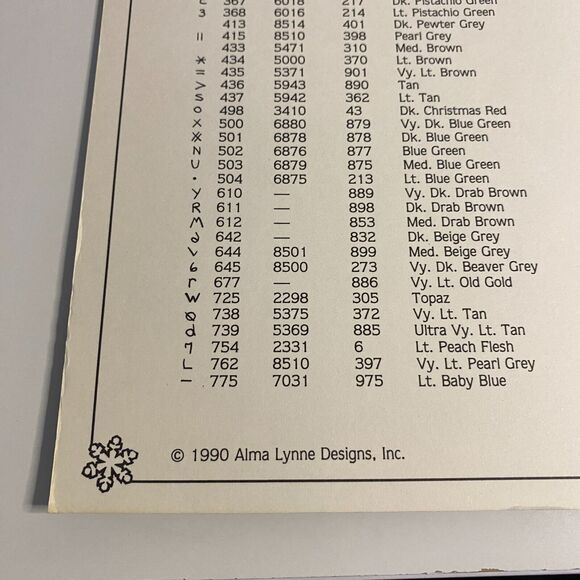 367 6018 217 Dk. Pistachio Green
3 368 6016 214 Lt. Pistachio Green
413 8514 401 Dk. Pewter Grey
॥ 415 8510 398 Pearl Grey
433 5471 310 Med. Brown
* 434 5000 370 Lt. Brown
= 435 5371 901 Vy. Lt. Brown
> 436 5943 890 Tan
S 437 5942 362 Lt. Tan
o 498 3410 43 Dk. Christmas Red
X 500 6880 879 Vy. Dk. Blue Green
501 6878 878 Dk. Blue Green
N 502 6876 877 Blue Green
U 503 6879 875 Med. Blue Green
• 504 6875 213 Lt. Blue Green
Y 610 — 889 Vy. Dk. Drab Brown
R 611 — 898 Dk. Drab Brown
M 612 — 853 Med. Drab Brown
642 — 832 Dk. Beige Grey
v 644 8501 899 Med. Beige Grey
6 645 8500 273 Vy. Dk. Beaver Grey
r 677 — 886 Vy. Lt. Old Gold
W 725 2298 305 Topaz
Ø 738 5375 372 Vy. Lt. Tan
d 739 5369 885 Ultra Vy. Lt. Tan
7 754 2331 6 Lt. Peach Flesh
L 762 8510 397 Vy. Lt. Pearl Grey
— 775 7031 975 Lt. Baby Blue
© 1990 Alma Lynne Designs, Inc.